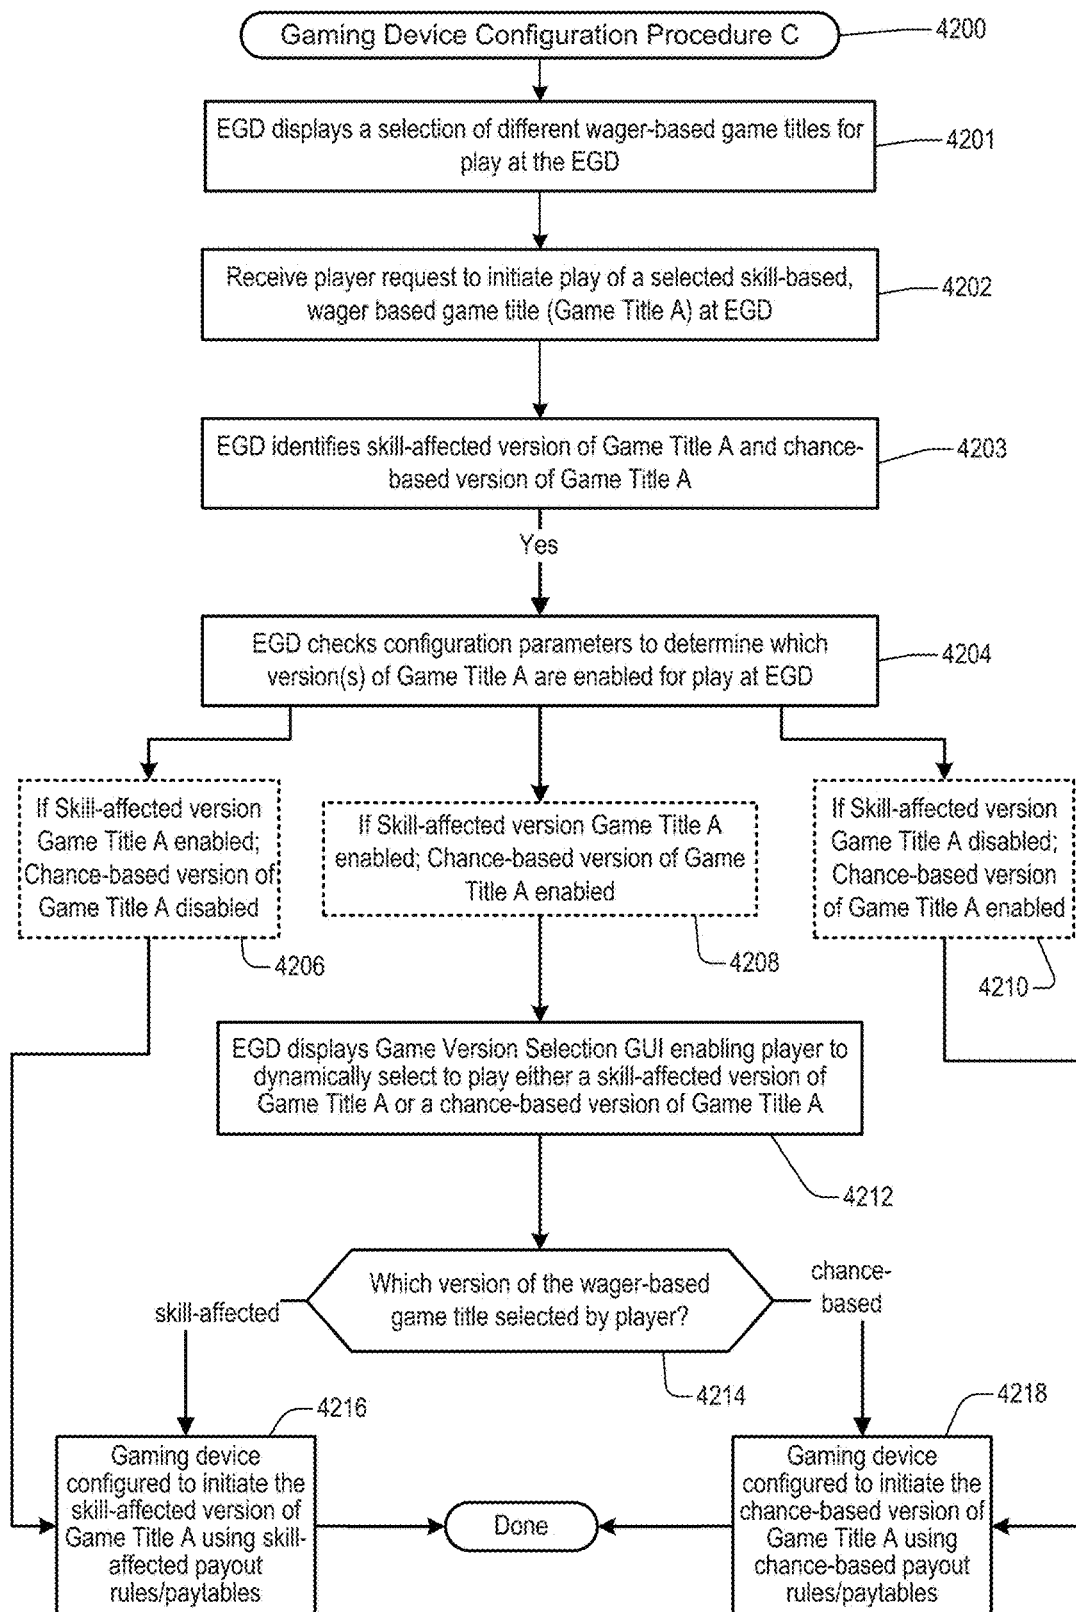 Gaming Device Configuration Procedure C
4200
EGD displays a selection of different wager-based game titles for
play at the EGD
4201
Receive player request to initiate play of a selected skill-based,
wager based game title (Game Title A) at EGD
4202
EGD identifies skill-affected version of Game Title A and chance-
based version of Game Title A
4203
Yes
EGD checks configuration parameters to determine which
version(s) of Game Title A are enabled for play at EGD
4204
If Skill-affected version
Game Title A enabled;
Chance-based version of
Game Title A disabled
4206
If Skill-affected version Game Title A
enabled; Chance-based version of Game
Title A enabled
4208
If Skill-affected version
Game Title A disabled;
Chance-based version
of Game Title A enabled
4210
EGD displays Game Version Selection GUI enabling player to
dynamically select to play either a skill-affected version of
Game Title A or a chance-based version of Game Title A
4212
Which version of the wager-based
game title selected by player?
4214
skill-affected
chance-
based
4216
Gaming device
configured to initiate the
skill-affected version of
Game Title A using skill-
affected payout
rules/paytables
Done
4218
Gaming device
configured to initiate the
chance-based version of
Game Title A using
chance-based payout
rules/paytables